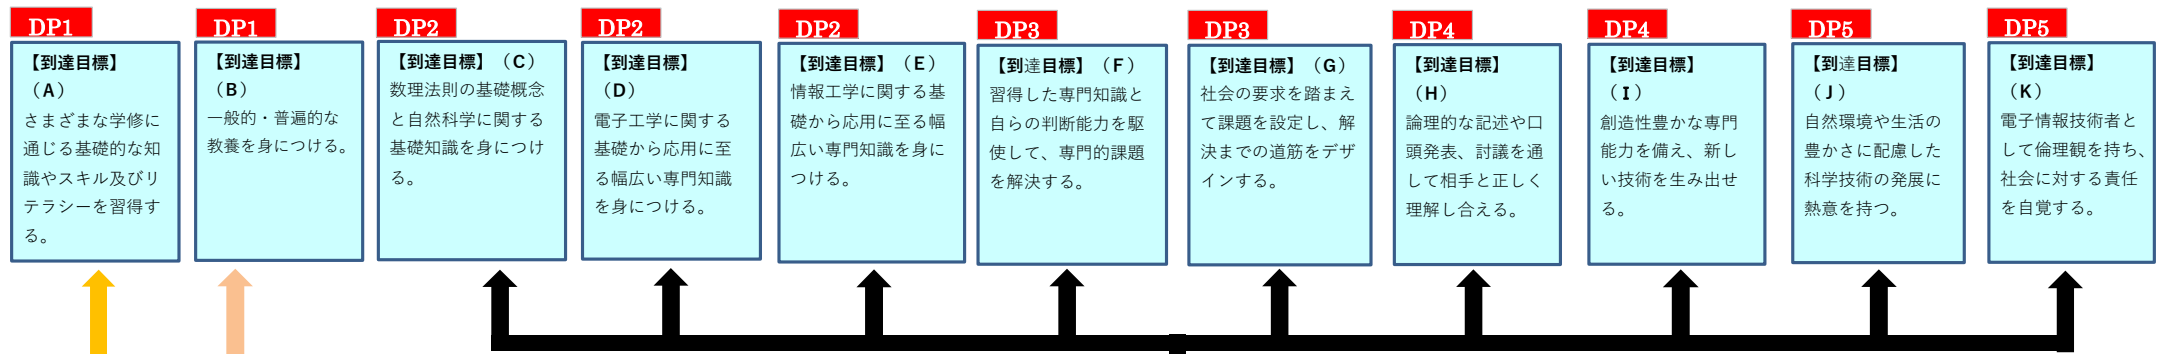 DP1
【到達目標】
（A）
さまざまな学修に
通じる基礎的な知
識やスキル及びリ
テラシーを習得す
る。
DP1
【到達目標】
（B）
一般的・普遍的な
教養を身につける。
DP2
【到達目標】（C）
数理法則の基礎概念
と自然科学に関する
基礎知識を身につけ
る。
DP2
【到達目標】
（D）
電子工学に関する
基礎から応用に至
る幅広い専門知識
を身につける。
DP2
【到達目標】（E）
情報工学に関する基
礎から応用に至る幅
広い専門知識を身に
つける。
DP3
【到達目標】（F）
習得した専門知識と
自らの判断能力を駆
使して、専門的課題
を解決する。
DP3
【到達目標】（G）
社会の要求を踏まえ
て課題を設定し、解
決までの道筋をデザ
インする。
DP4
【到達目標】
（H）
論理的な記述や口
頭発表、討議を通
して相手と正しく
理解し合える。
DP4
【到達目標】
（I）
創造性豊かな専門
能力を備え、新し
い技術を生み出せ
る。
DP5
【到達目標】
（J）
自然環境や生活の
豊かさに配慮した
科学技術の発展に
熱意を持つ。
DP5
【到達目標】
（K）
電子情報技術者と
して倫理観を持ち、
社会に対する責任
を自覚する。